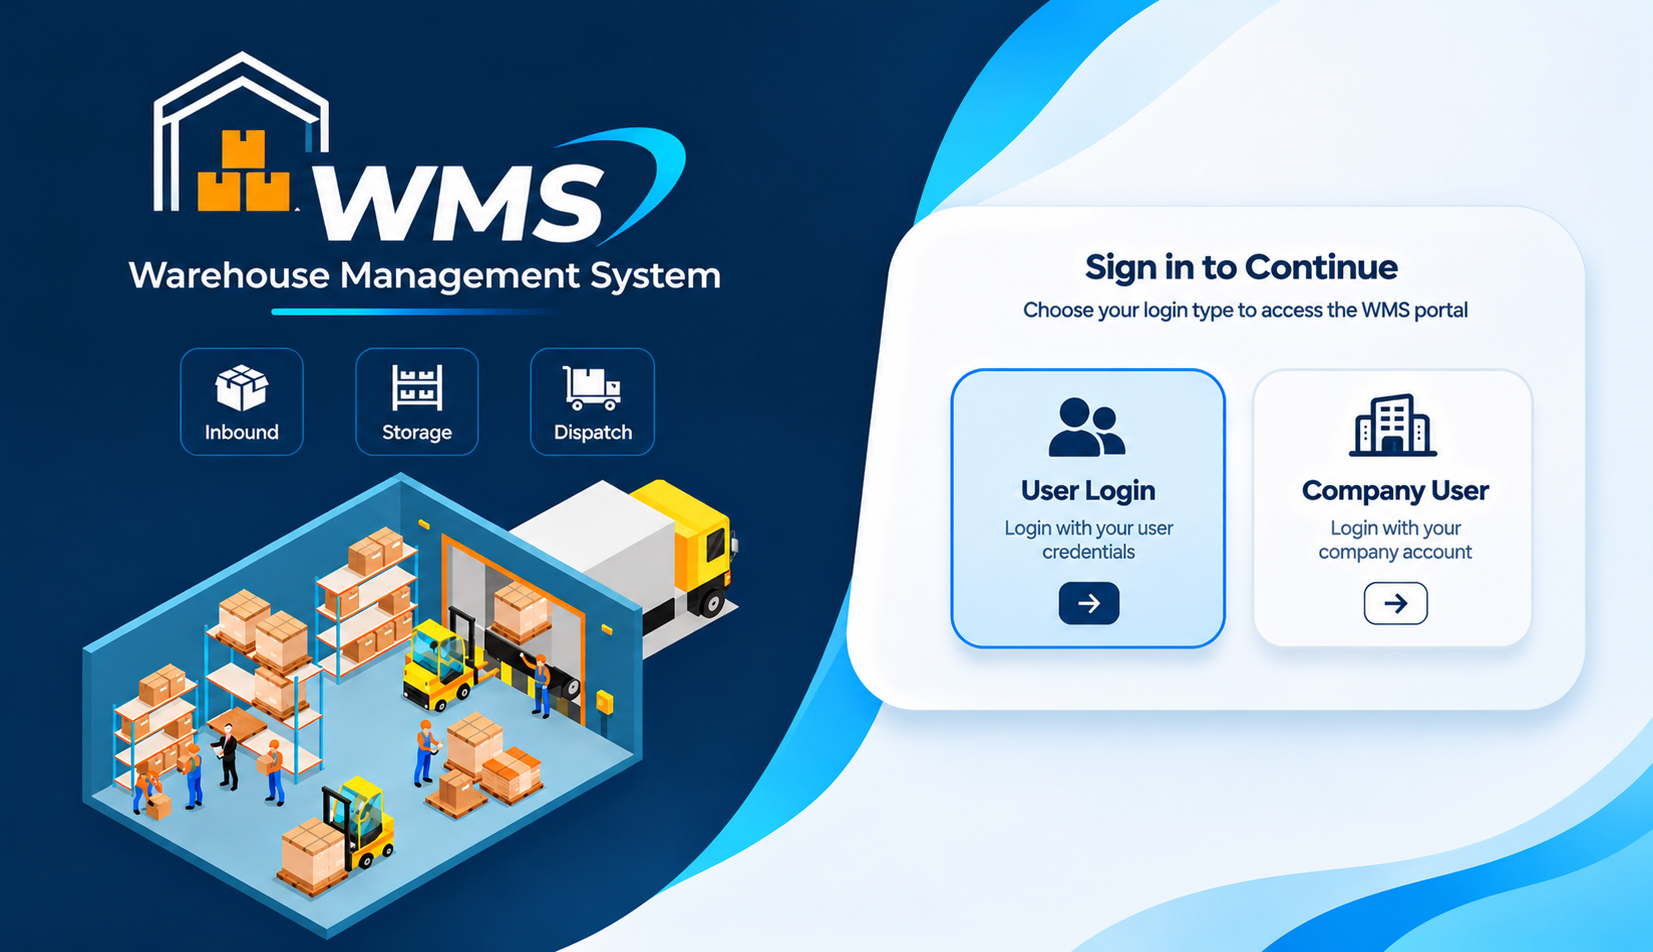 WMS
Warehouse Management System
Inbound
Storage
Dispatch
Sign in to Continue
Choose your login type to access the WMS portal
User Login
Login with your user
credentials
Company User
Login with your
company account